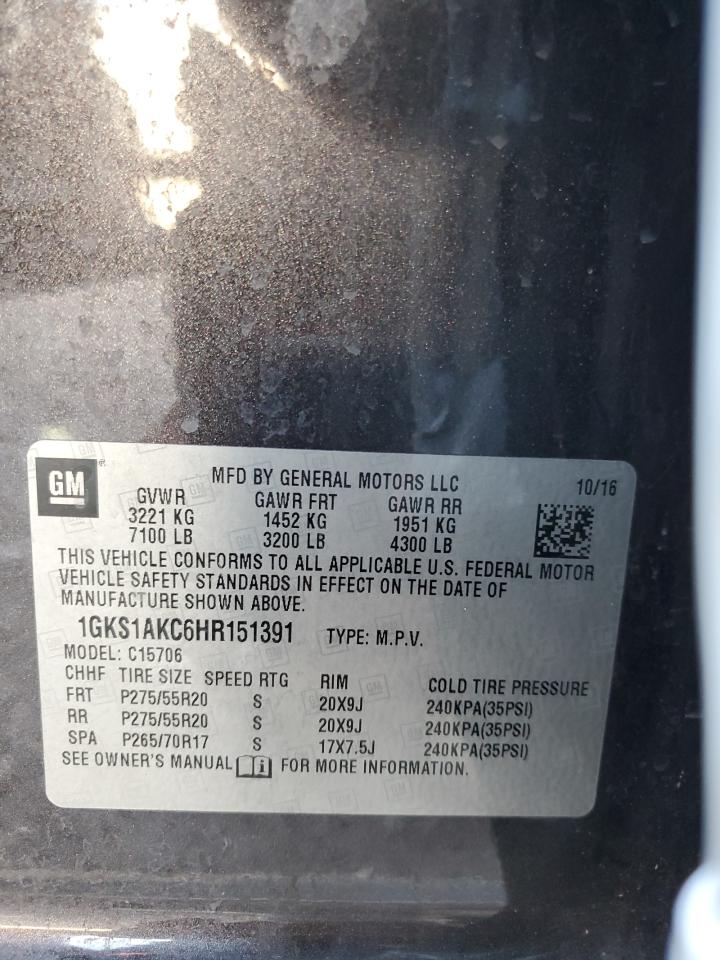 GM
MFD BY GENERAL MOTORS LLC 10/16
GVWR GAWR FRT GAWR RR
3221 KG 1452 KG 1951 KG
7100 LB 3200 LB 4300 LB
THIS VEHICLE CONFORMS TO ALL APPLICABLE U.S. FEDERAL MOTOR
VEHICLE SAFETY STANDARDS IN EFFECT ON THE DATE OF
MANUFACTURE SHOWN ABOVE.
1GKS1AKC6HR151391 TYPE: M.P.V.
MODEL: C15706
CHHF TIRE SIZE SPEED RTG RIM COLD TIRE PRESSURE
FRT P275/55R20 S 20X9J 240KPA(35PSI)
RR P275/55R20 S 20X9J 240KPA(35PSI)
SPA P265/70R17 S 17X7.5J 240KPA(35PSI)
SEE OWNER'S MANUAL i FOR MORE INFORMATION.